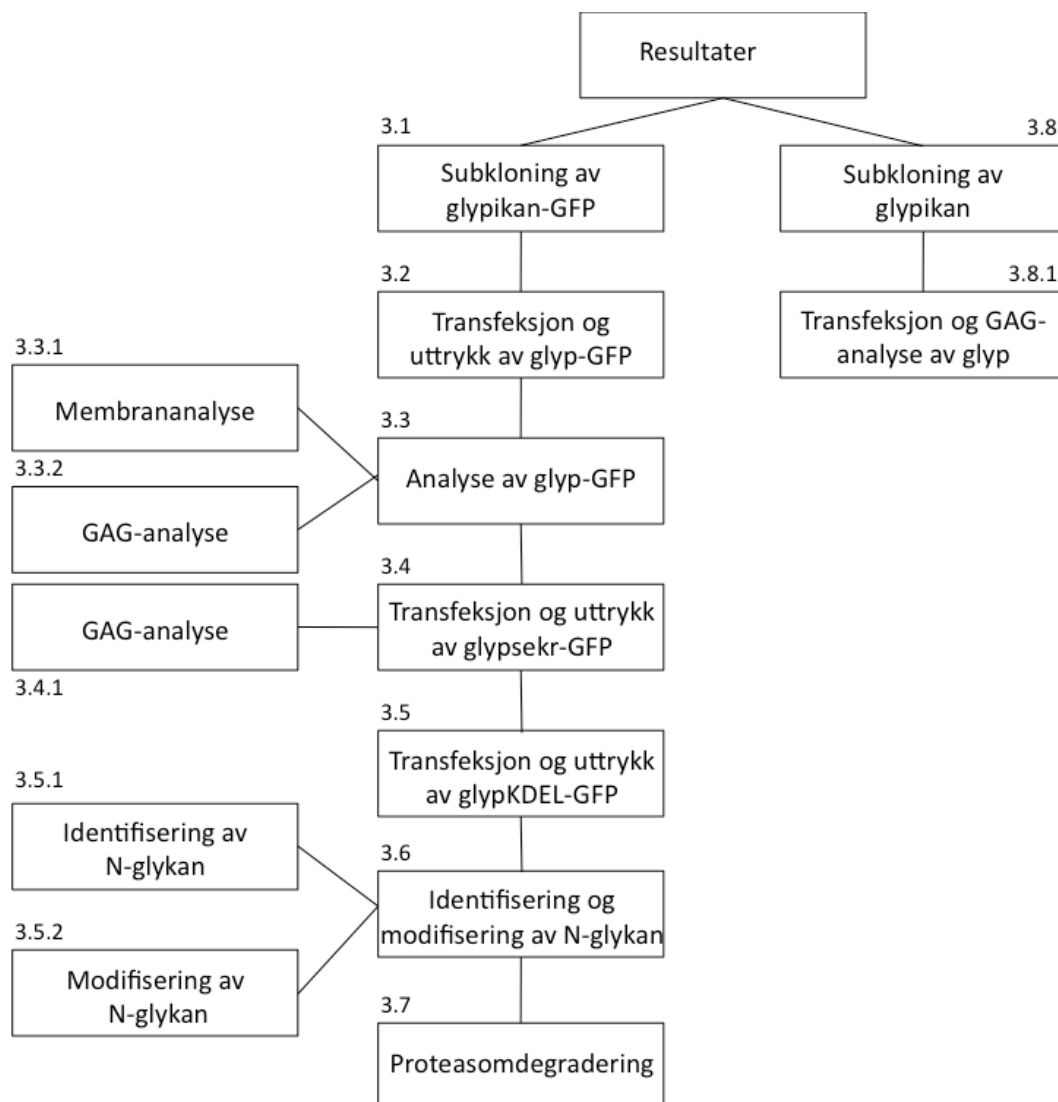 Resultater
3.1
Subkloning av
glypikan-GFP
3.8
Subkloning av
glypikan
3.2
Transfeksjon og
uttrykk av glyp-GFP
3.8.1
Transfeksjon og GAG-
analyse av glyp
3.3.1
Membrananalyse
3.3
Analyse av glyp-GFP
3.3.2
GAG-analyse
3.4
Transfeksjon og uttrykk
av glypsekr-GFP
GAG-analyse
3.4.1
3.5
Transfeksjon og uttrykk
av glypKDEL-GFP
3.5.1
Identifisering av
N-glykan
3.6
Identifisering og
modifisering av N-glykan
3.5.2
Modifisering av
N-glykan
3.7
Proteasomdegradering